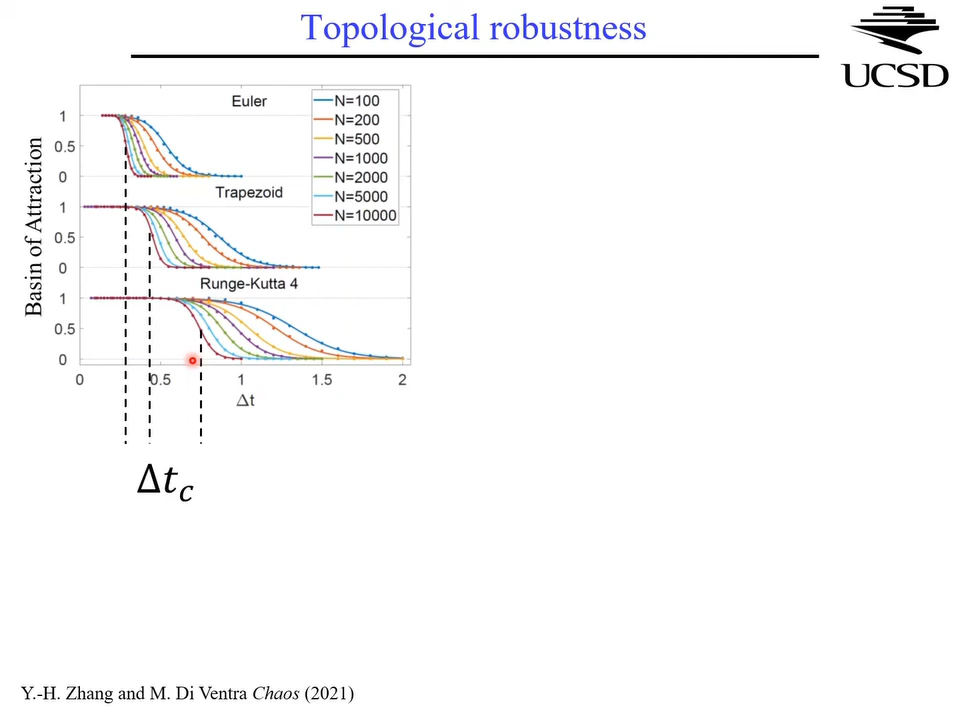 Topological robustness
UCSD
Basin of Attraction
Euler
1
0.5
0
Trapezoid
1
0.5
0
Runge-Kutta 4
1
0.5
0
N=100
N=200
N=500
N=1000
N=2000
N=5000
N=10000
0 0.5 1 1.5 2
Δt
Δt_c
Y.-H. Zhang and M. Di Ventra Chaos (2021)